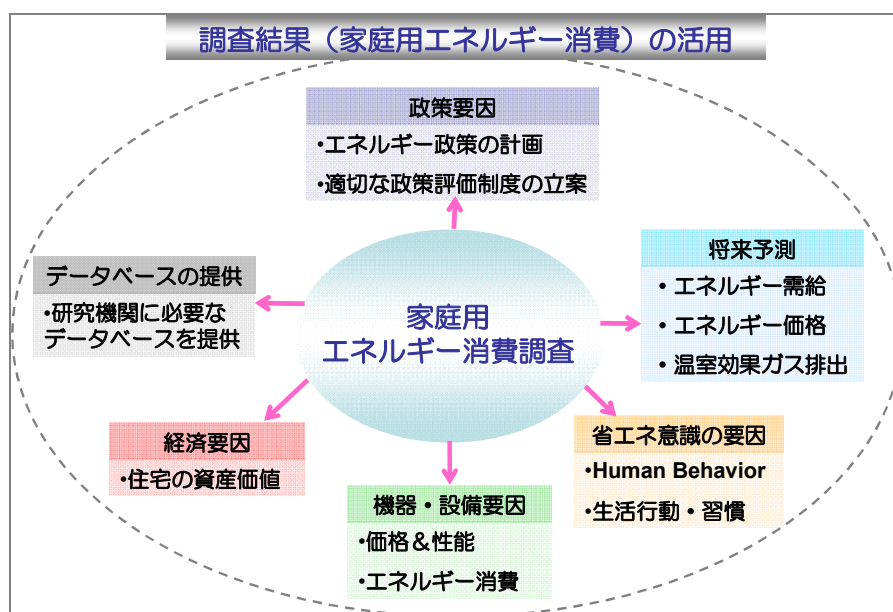 調査結果（家庭用エネルギー消費）の活用
政策要因
・エネルギー政策の計画
・適切な政策評価制度の立案
データベースの提供
・研究機関に必要な
データベースを提供
家庭用
エネルギー消費調査
将来予測
・エネルギー需給
・エネルギー価格
・温室効果ガス排出
経済要因
・住宅の資産価値
機器・設備要因
・価格＆性能
・エネルギー消費
省エネ意識の要因
・Human Behavior
・生活行動・習慣